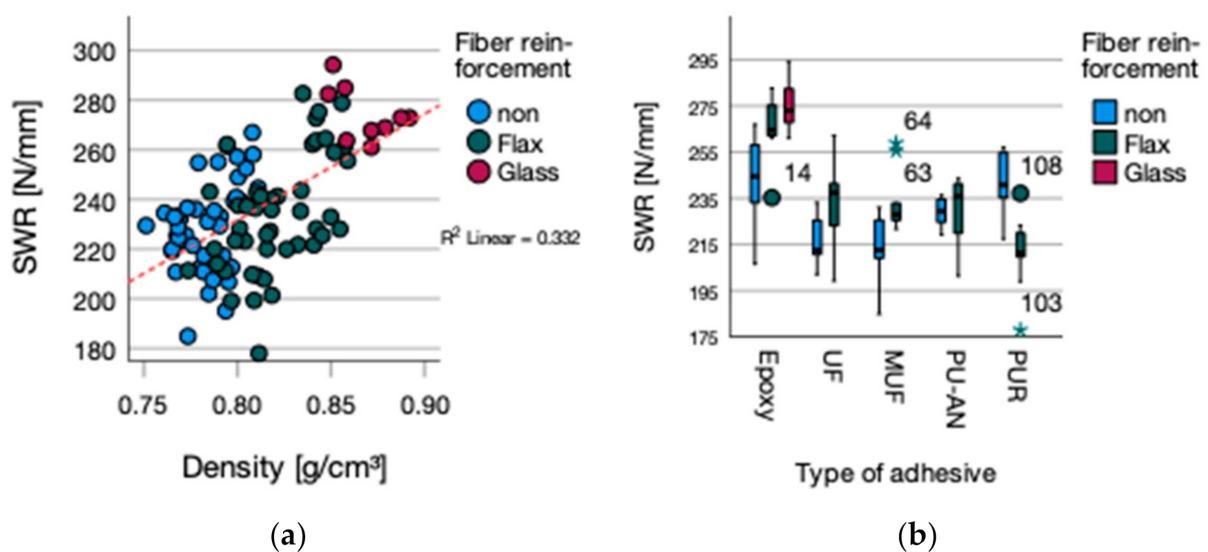 SWR [N/mm]
300
280
260
240
220
200
180
0.75 0.80 0.85 0.90
Density [g/cm³]
Fiber rein-
forcement
non
Flax
Glass
R² Linear = 0.332
(a)
SWR [N/mm]
295
275
255
235
215
195
175
14
64
63
108
103
Epoxy
UF
MUF
PU-AN
PUR
Type of adhesive
Fiber rein-
forcement
non
Flax
Glass
(b)